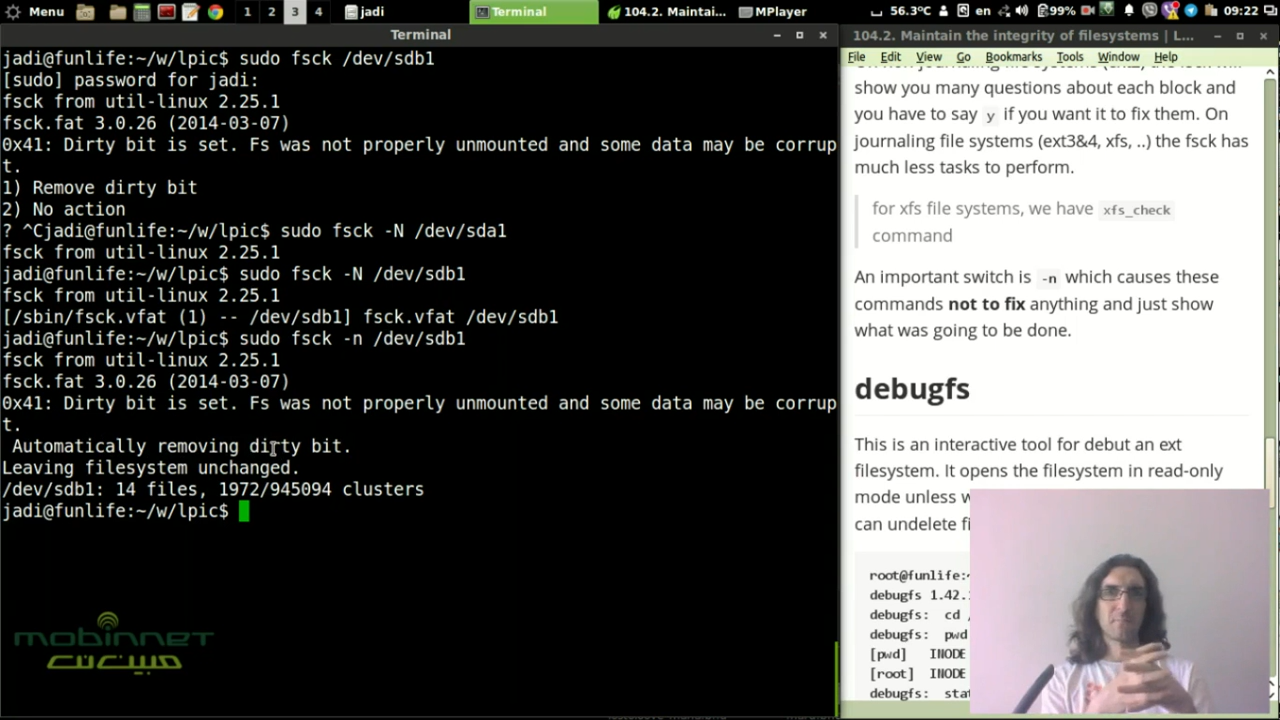 Menu 1 2 3 4 jadi Terminal 104.2. Maintai... MPlayer 56.3°C en 99% 09:22
Terminal
jadi@funlife:~/w/lpic$ sudo fsck /dev/sdb1
[sudo] password for jadi:
fsck from util-linux 2.25.1
fsck.fat 3.0.26 (2014-03-07)
0x41: Dirty bit is set. Fs was not properly unmounted and some data may be corrup
t.
1) Remove dirty bit
2) No action
? ^Cjadi@funlife:~/w/lpic$ sudo fsck -N /dev/sda1
fsck from util-linux 2.25.1
jadi@funlife:~/w/lpic$ sudo fsck -N /dev/sdb1
fsck from util-linux 2.25.1
[/sbin/fsck.vfat (1) -- /dev/sdb1] fsck.vfat /dev/sdb1
jadi@funlife:~/w/lpic$ sudo fsck -n /dev/sdb1
fsck from util-linux 2.25.1
fsck.fat 3.0.26 (2014-03-07)
0x41: Dirty bit is set. Fs was not properly unmounted and some data may be corrup
t.
Automatically removing dirty bit.
Leaving filesystem unchanged.
/dev/sdb1: 14 files, 1972/945094 clusters
jadi@funlife:~/w/lpic$
mobinnet
مبین نت
104.2. Maintain the integrity of filesystems | L...
File Edit View Go Bookmarks Tools Window Help
show you many questions about each block and
you have to say y if you want it to fix them. On
journaling file systems (ext3&4, xfs, ..) the fsck has
much less tasks to perform.
for xfs file systems, we have xfs_check
command
An important switch is -n which causes these
commands not to fix anything and just show
what was going to be done.
debugfs
This is an interactive tool for debut an ext
filesystem. It opens the filesystem in read-only
mode unless w
can undelete fi
root@funlife:
debugfs 1.42.
debugfs: cd
debugfs: pwd
[pwd] INODE
[root] INODE
debugfs: stat